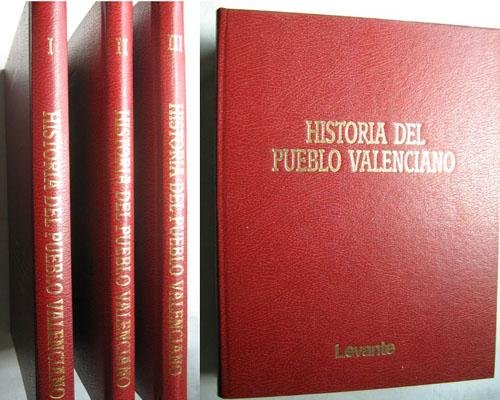 I
HISTORIA DEL PUEBLO VALENCIANO
II
HISTORIA DEL PUEBLO VALENCIANO
III
HISTORIA DEL PUEBLO VALENCIANO
HISTORIA DEL
PUEBLO VALENCIANO
Levante